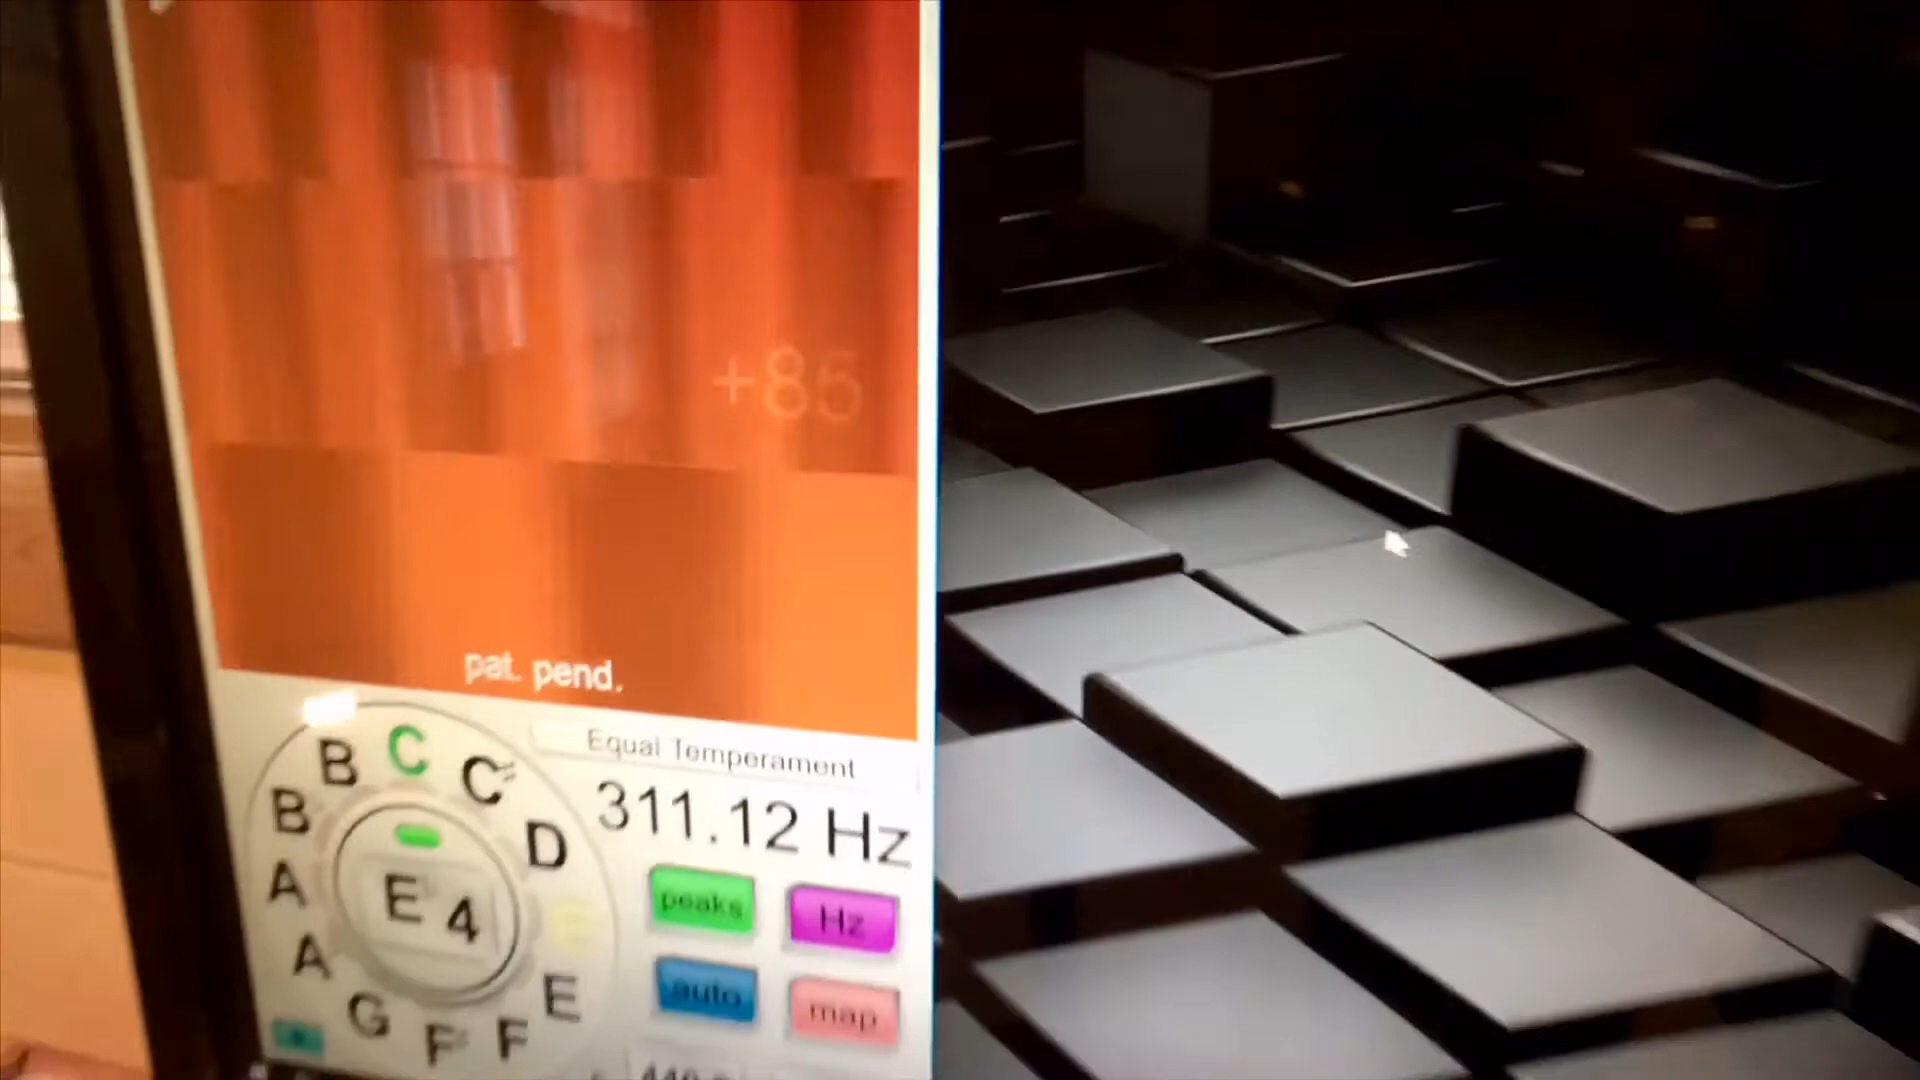 +85
pat. pend.
Equal Temperament
311.12 Hz
B C C♯
B D
A E 4
A E
G F F
peaks Hz
auto map